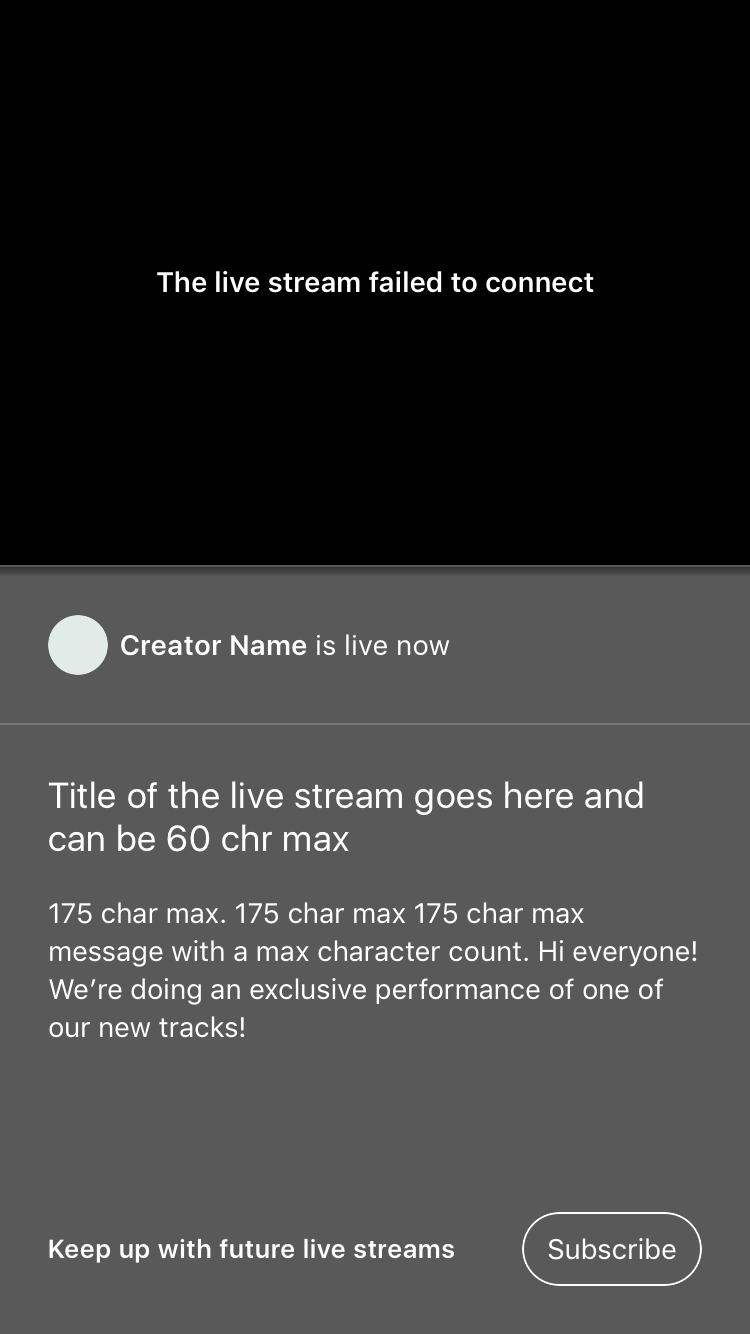 The live stream failed to connect
Creator Name is live now
Title of the live stream goes here and
can be 60 chr max
175 char max. 175 char max 175 char max
message with a max character count. Hi everyone!
We’re doing an exclusive performance of one of
our new tracks!
Keep up with future live streams
Subscribe